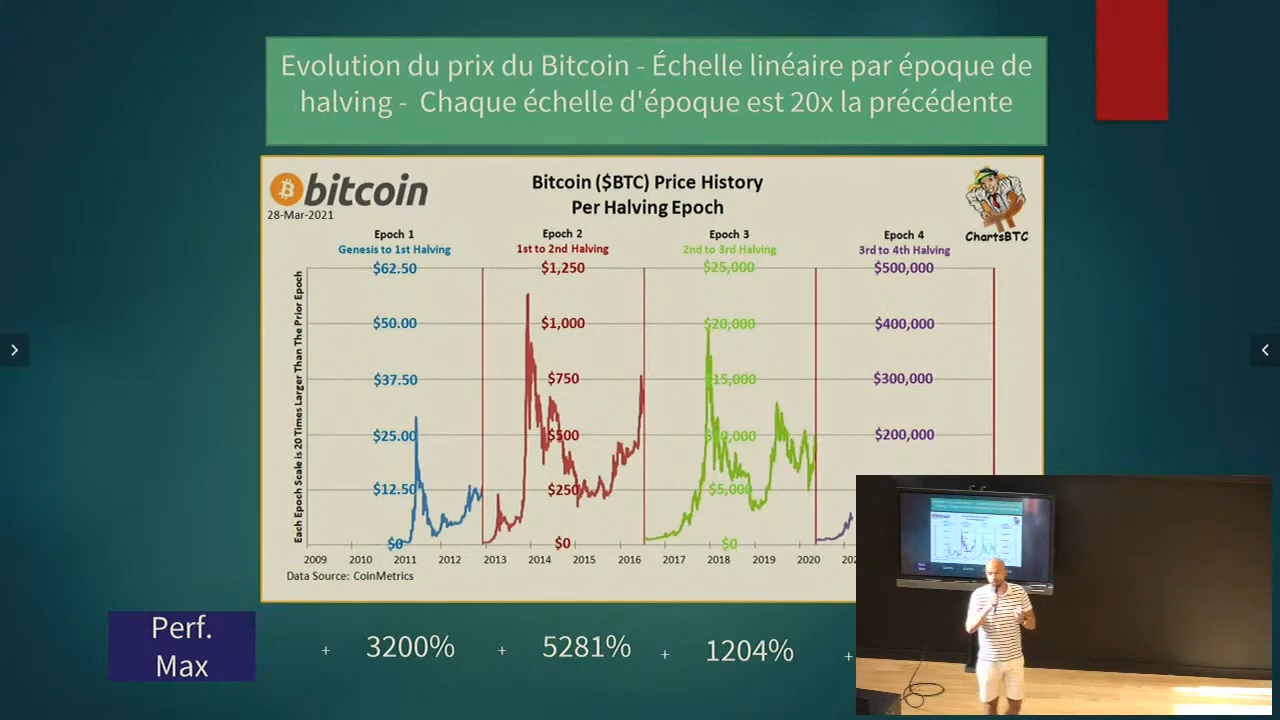 Evolution du prix du Bitcoin - Échelle linéaire par époque de
halving - Chaque échelle d'époque est 20x la précédente
bitcoin
28-Mar-2021
Bitcoin ($BTC) Price History
Per Halving Epoch
ChartsBTC
Epoch 1
Genesis to 1st Halving
Epoch 2
1st to 2nd Halving
Epoch 3
2nd to 3rd Halving
Epoch 4
3rd to 4th Halving
Each Epoch Scale is 20 Times Larger Than The Prior Epoch
$62.50 $1,250 $25,000 $500,000
$50.00 $1,000 $20,000 $400,000
$37.50 $750 $15,000 $300,000
$25.00 $500 $10,000 $200,000
$12.50 $250 $5,000
$0 $0 $0
2009 2010 2011 2012 2013 2014 2015 2016 2017 2018 2019 2020
Data Source: CoinMetrics
Perf.
Max
+ 3200% + 5281% + 1204% +